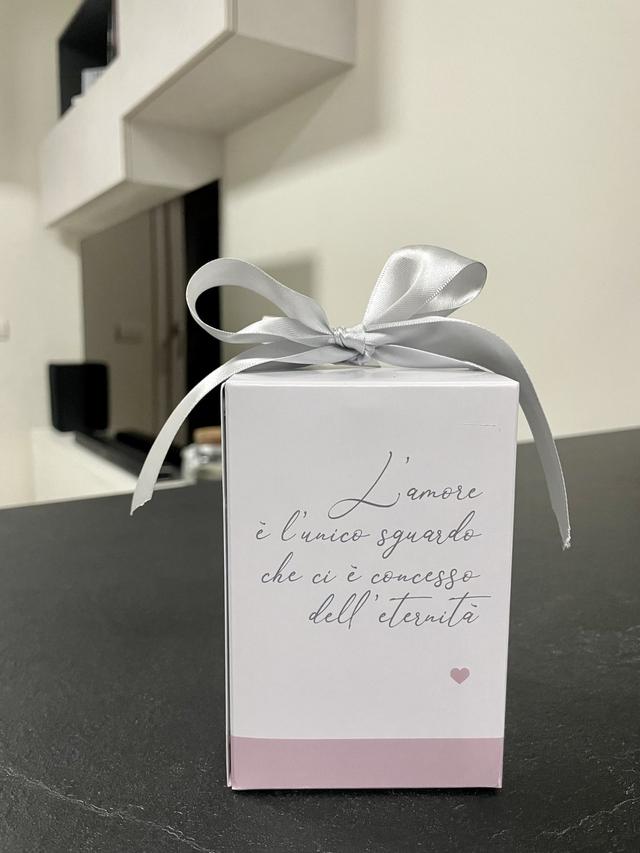 L'amore
è l'unico sguardo
che ci è concesso
dell'eternità